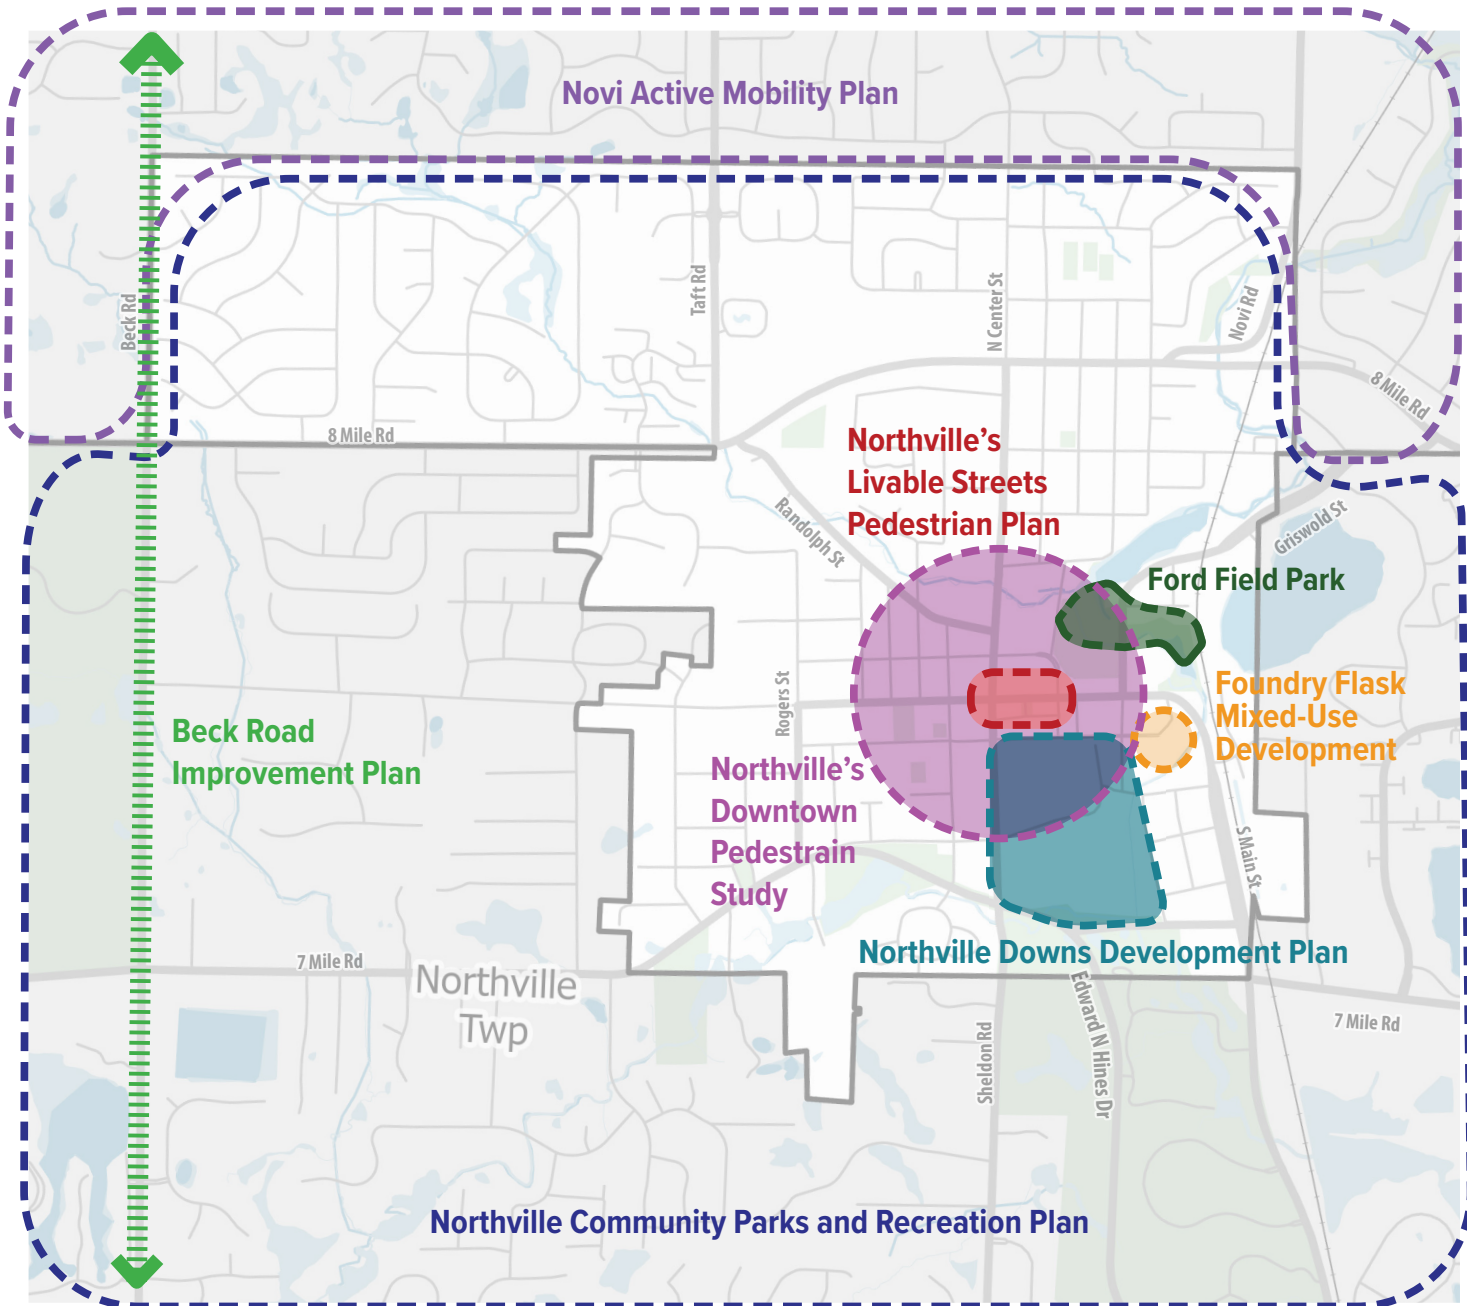 Novi Active Mobility Plan
Beck Rd
Taft Rd
N Center St
Novi Rd
8 Mile Rd
8 Mile Rd
Northville's
Livable Streets
Pedestrian Plan
Randolph St
Griswold St
Ford Field Park
Rogers St
Foundry Flask
Mixed-Use
Development
Beck Road
Improvement Plan
Northville's
Downtown
Pedestrain
Study
S Main St
Northville Downs Development Plan
7 Mile Rd
Northville
Twp
Edward N Hines Dr
Sheldon Rd
7 Mile Rd
Northville Community Parks and Recreation Plan